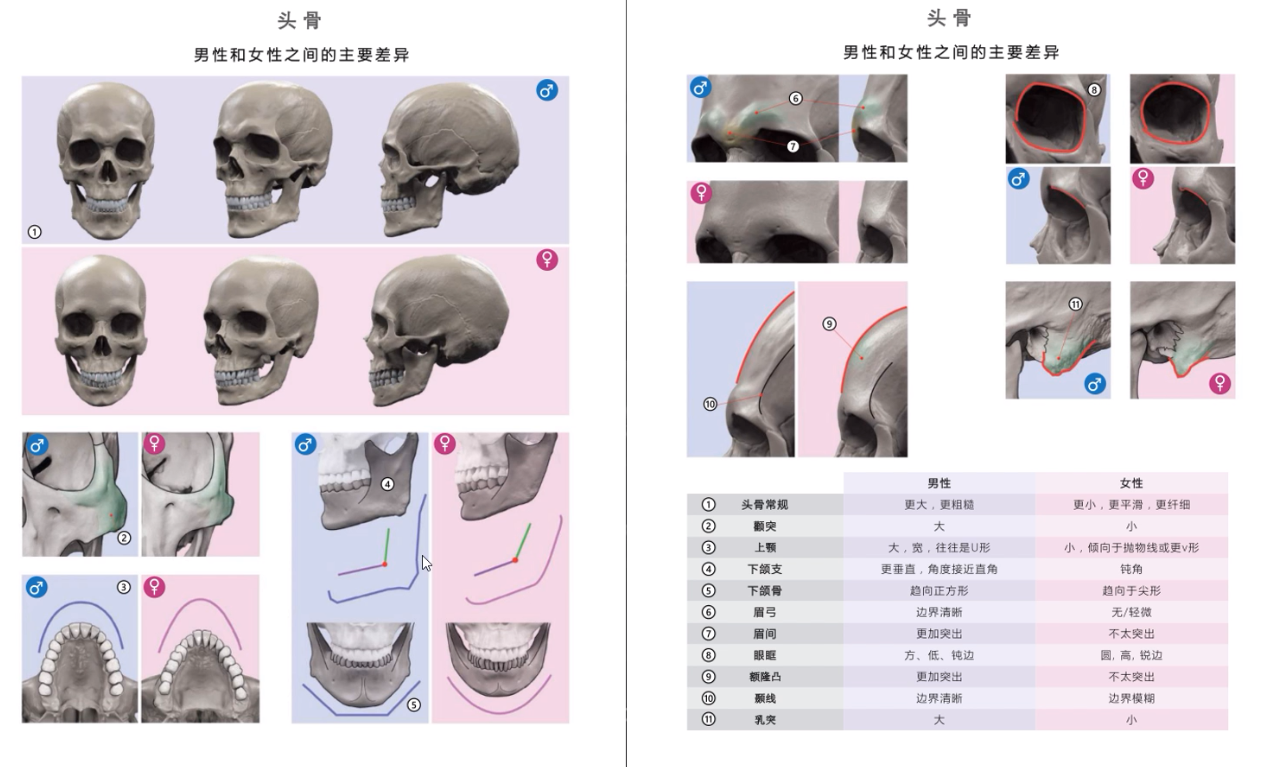 头骨
男性和女性之间的主要差异
♂
①
♀
♂ ♀
②
♂ ③ ♀
♂ ♀
④
⑤
头骨
男性和女性之间的主要差异
♂
⑥
⑦
♀
⑧
♂ ♀
⑨
⑩
⑪
♂ ♀
男性 女性
① 头骨常规 更大，更粗糙 更小，更平滑，更纤细
② 颧突 大 小
③ 上颚 大，宽，往往是U形 小，倾向于抛物线或更v形
④ 下颌支 更垂直，角度接近直角 钝角
⑤ 下颌骨 趋向正方形 趋向于尖形
⑥ 眉弓 边界清晰 无/轻微
⑦ 眉间 更加突出 不太突出
⑧ 眼眶 方、低、钝边 圆, 高, 锐边
⑨ 额隆凸 更加突出 不太突出
⑩ 颞线 边界清晰 边界模糊
⑪ 乳突 大 小